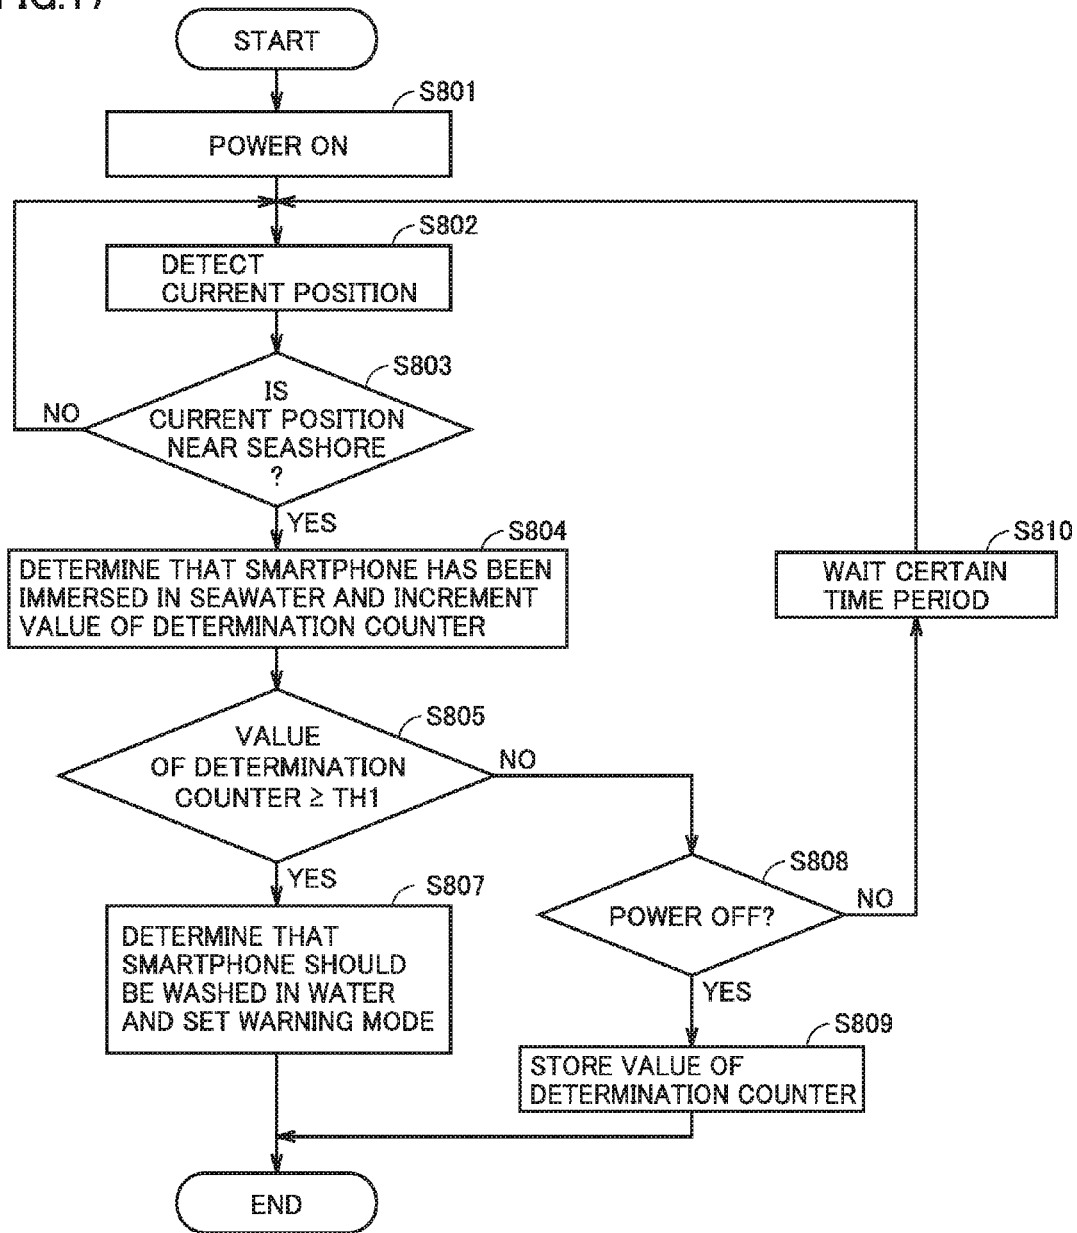 START
S801
POWER ON
S802
DETECT
CURRENT POSITION
S803
IS
CURRENT POSITION
NEAR SEASHORE
?
NO
YES
S804
DETERMINE THAT SMARTPHONE HAS BEEN
IMMERSED IN SEAWATER AND INCREMENT
VALUE OF DETERMINATION COUNTER
S810
WAIT CERTAIN
TIME PERIOD
S805
VALUE
OF DETERMINATION
COUNTER ≥ TH1
NO
YES
S807
DETERMINE THAT
SMARTPHONE SHOULD
BE WASHED IN WATER
AND SET WARNING MODE
S808
POWER OFF?
NO
YES
S809
STORE VALUE OF
DETERMINATION COUNTER
END